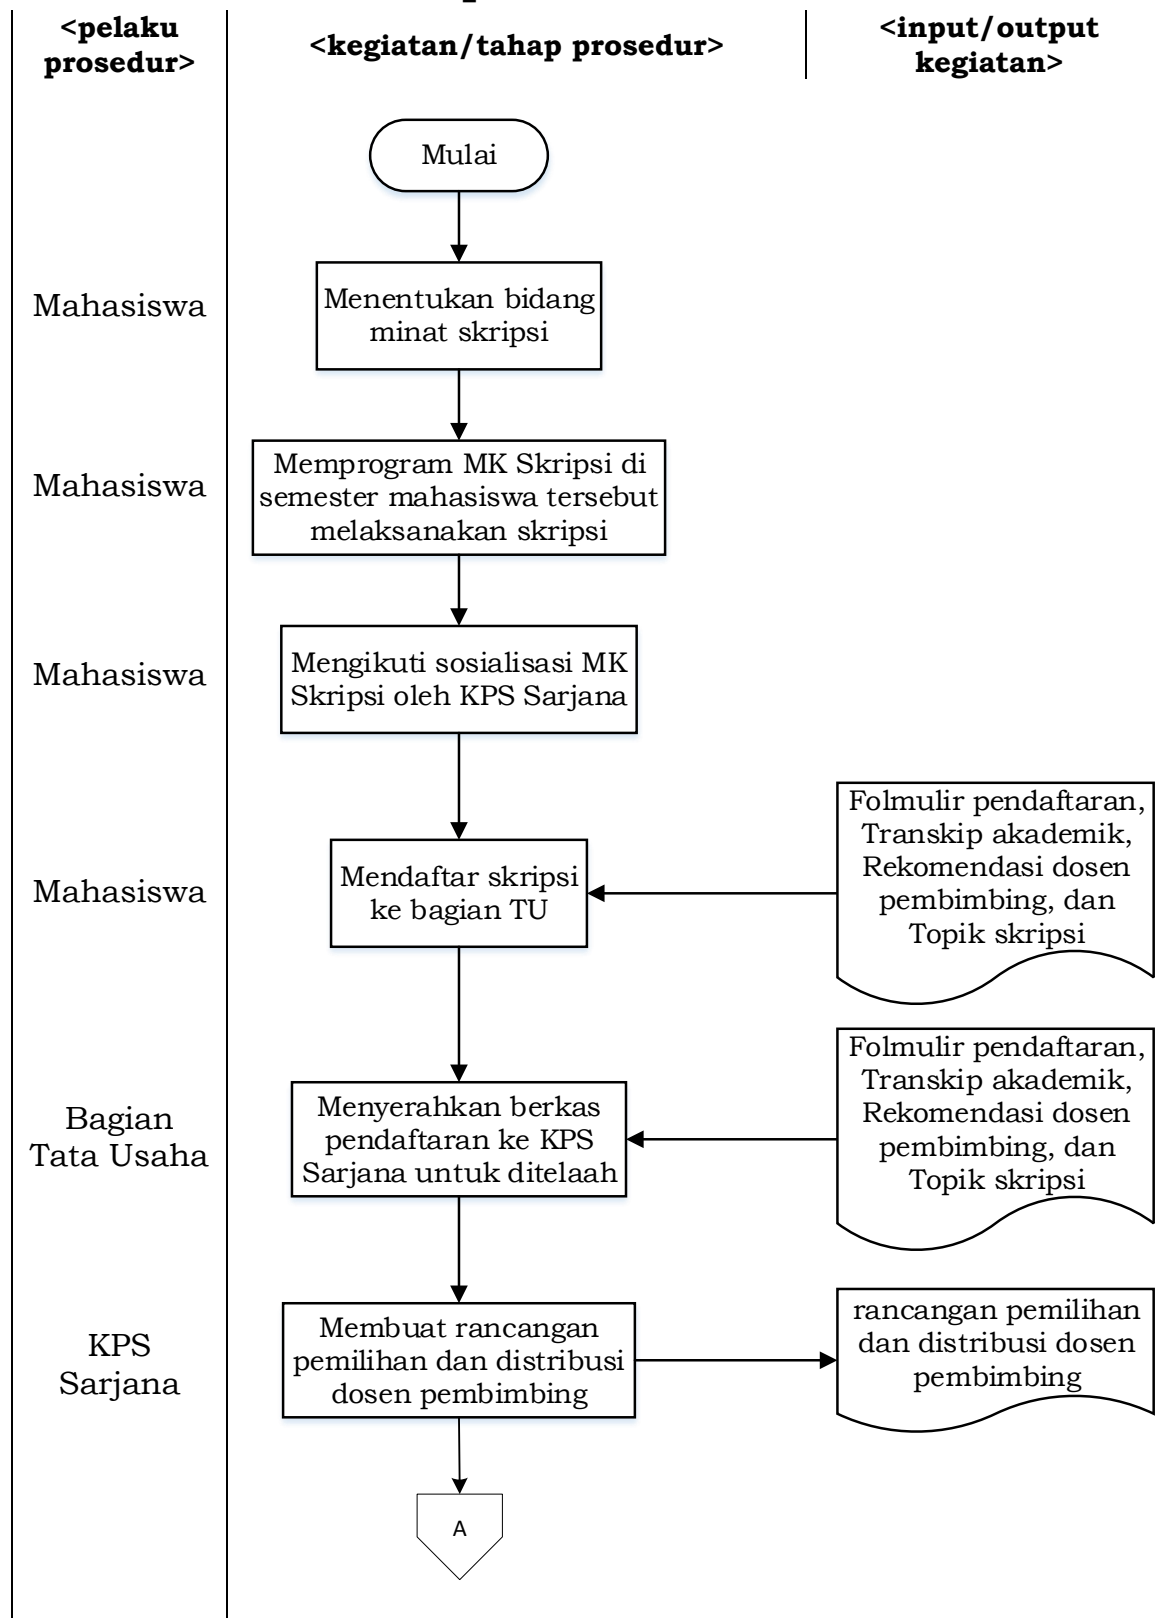 <pelaku
prosedur>
<kegiatan/tahap prosedur>
<input/output
kegiatan>
Mulai
Mahasiswa
Menentukan bidang
minat skripsi
Mahasiswa
Memprogram MK Skripsi di
semester mahasiswa tersebut
melaksanakan skripsi
Mahasiswa
Mengikuti sosialisasi MK
Skripsi oleh KPS Sarjana
Mahasiswa
Mendaftar skripsi
ke bagian TU
Folmulir pendaftaran,
Transkip akademik,
Rekomendasi dosen
pembimbing, dan
Topik skripsi
Bagian
Tata Usaha
Menyerahkan berkas
pendaftaran ke KPS
Sarjana untuk ditelaah
Folmulir pendaftaran,
Transkip akademik,
Rekomendasi dosen
pembimbing, dan
Topik skripsi
KPS
Sarjana
Membuat rancangan
pemilihan dan distribusi
dosen pembimbing
rancangan pemilihan
dan distribusi dosen
pembimbing
A